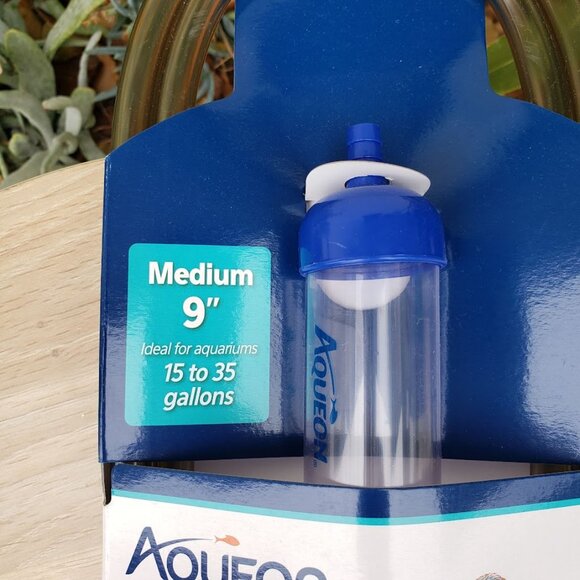 Medium
9"
Ideal for aquariums
15 to 35
gallons
AQUEON
AQUEON